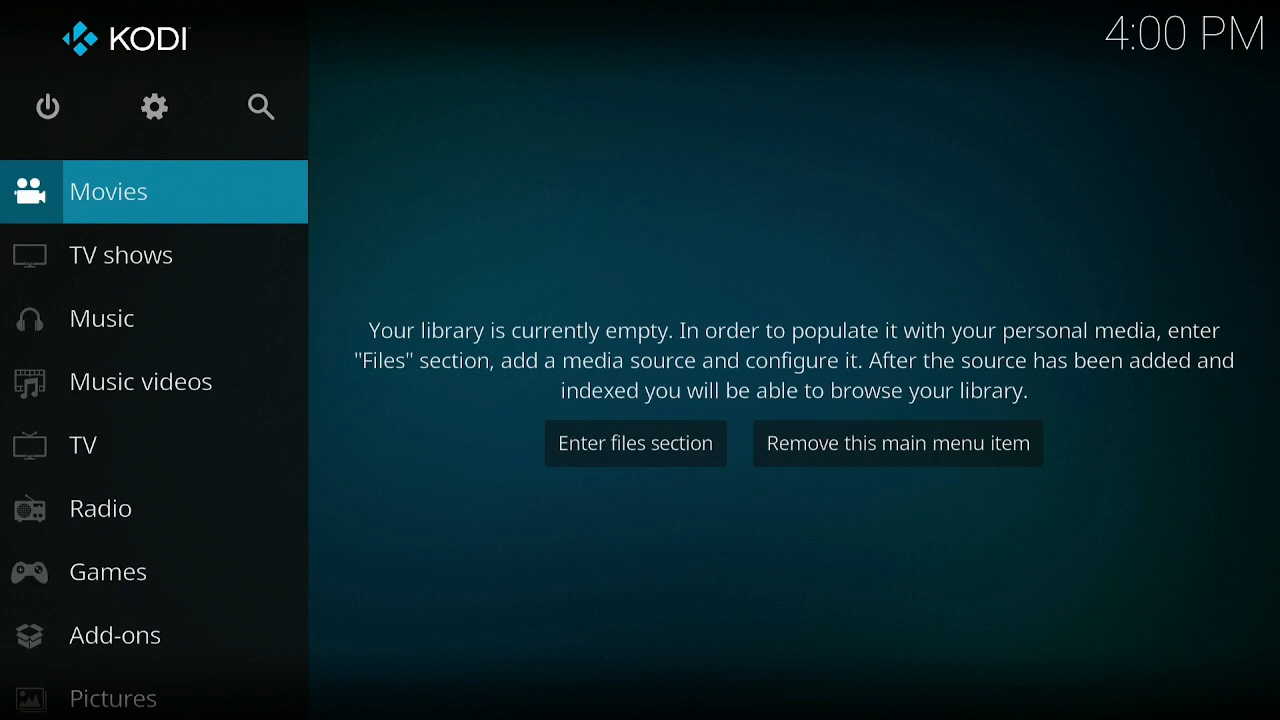 KODI
4:00 PM
Movies
TV shows
Music
Music videos
TV
Radio
Games
Add-ons
Pictures
Your library is currently empty. In order to populate it with your personal media, enter
"Files" section, add a media source and configure it. After the source has been added and
indexed you will be able to browse your library.
Enter files section
Remove this main menu item